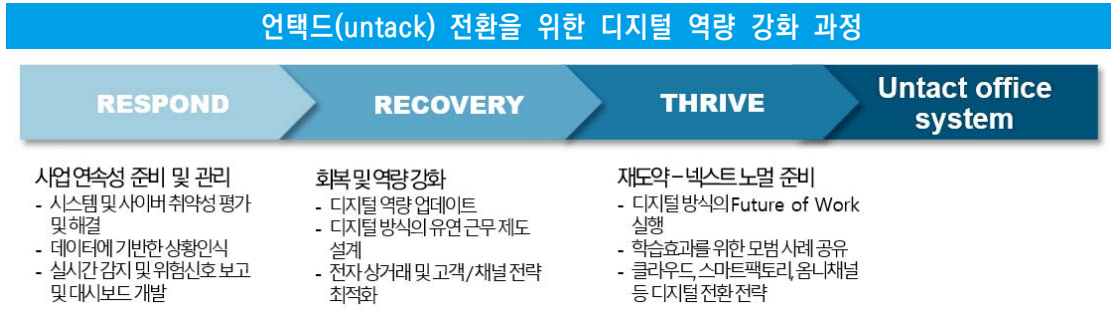 언택드(untack) 전환을 위한 디지털 역량 강화 과정
RESPOND
RECOVERY
THRIVE
Untact office
system
사업 연속성 준비 및 관리
- 시스템 및 사이버 취약성 평가
및 해결
- 데이터에 기반한 상황인식
- 실시간 감지 및 위험신호 보고
및 대시보드 개발
회복 및 역량 강화
- 디지털 역량 업데이트
- 디지털 방식의 유연 근무 제도
설계
- 전자 상거래 및 고객/채널 전략
최적화
재도약 – 넥스트 노멀 준비
- 디지털 방식의 Future of Work
실행
- 학습효과를 위한 모범 사례 공유
- 클라우드, 스마트팩토리, 옴니채널
등 디지털 전환 전략